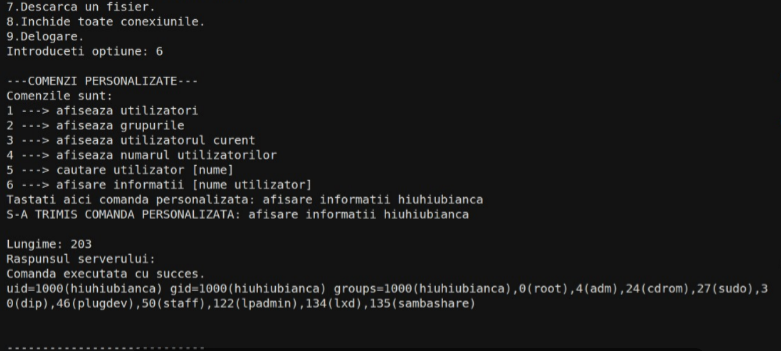 7.Descarca un fisier.
8.Inchide toate conexiunile.
9.Delogare.
Introduceti optiune: 6
---COMENZI PERSONALIZATE---
Comenzile sunt:
1 ---> afiseaza utilizatori
2 ---> afiseaza grupurile
3 ---> afiseaza utilizatorul curent
4 ---> afiseaza numarul utilizatorilor
5 ---> cautare utilizator [nume]
6 ---> afisare informatii [nume utilizator]
Tastati aici comanda personalizata: afisare informatii hiuhiubianca
S-A TRIMIS COMANDA PERSONALIZATA: afisare informatii hiuhiubianca
Lungime: 203
Raspunsul serverului:
Comanda executata cu succes.
uid=1000(hiuhiubianca) gid=1000(hiuhiubianca) groups=1000(hiuhiubianca),0(root),4(adm),24(cdrom),27(sudo),3
0(dip),46(plugdev),50(staff),122(lpadmin),134(lxd),135(sambashare)
----------------------------